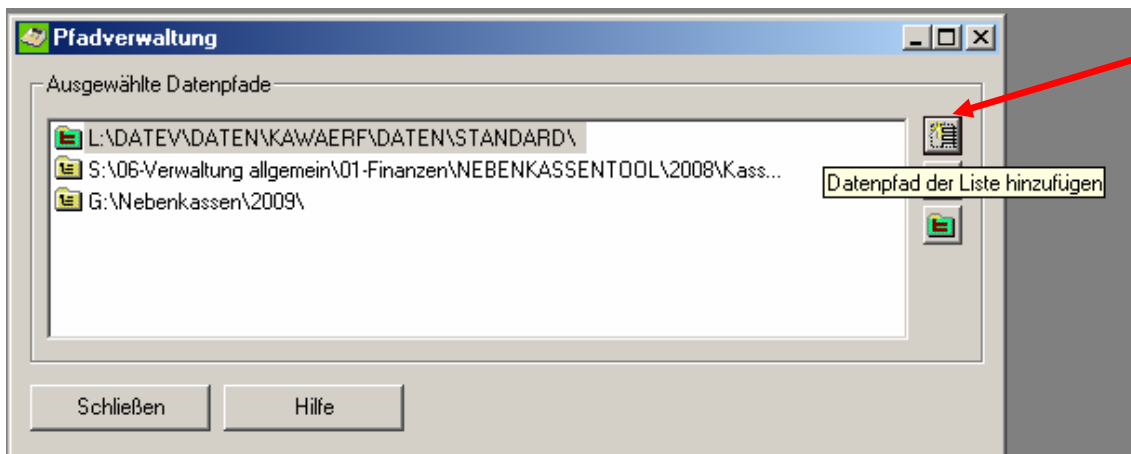 Pfadverwaltung
Ausgewählte Datenpfade
L:\DATEV\DATEN\KAWAERF\DATEN\STANDARD\
S:\06-Verwaltung allgemein\01-Finanzen\NEBENKASSENTOOL\2008\Kass...
G:\Nebenkassen\2009\
Datenpfad der Liste hinzufügen
Schließen
Hilfe